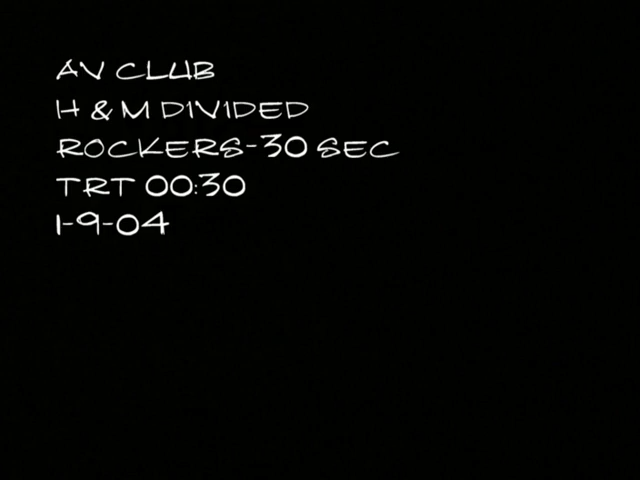 AV CLUB
H & M DIVIDED
ROCKERS-30 SEC
TRT 00:30
1-9-04